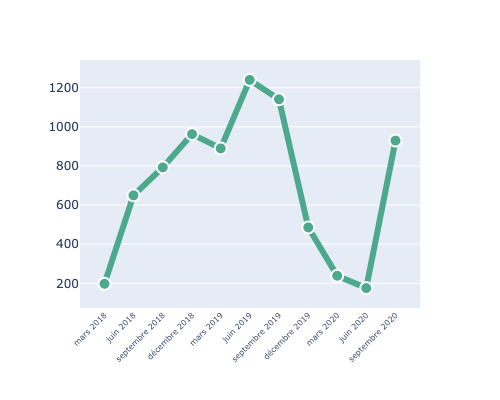 1200
1000
800
600
400
200
mars 2018
juin 2018
septembre 2018
décembre 2018
mars 2019
juin 2019
septembre 2019
décembre 2019
mars 2020
juin 2020
septembre 2020